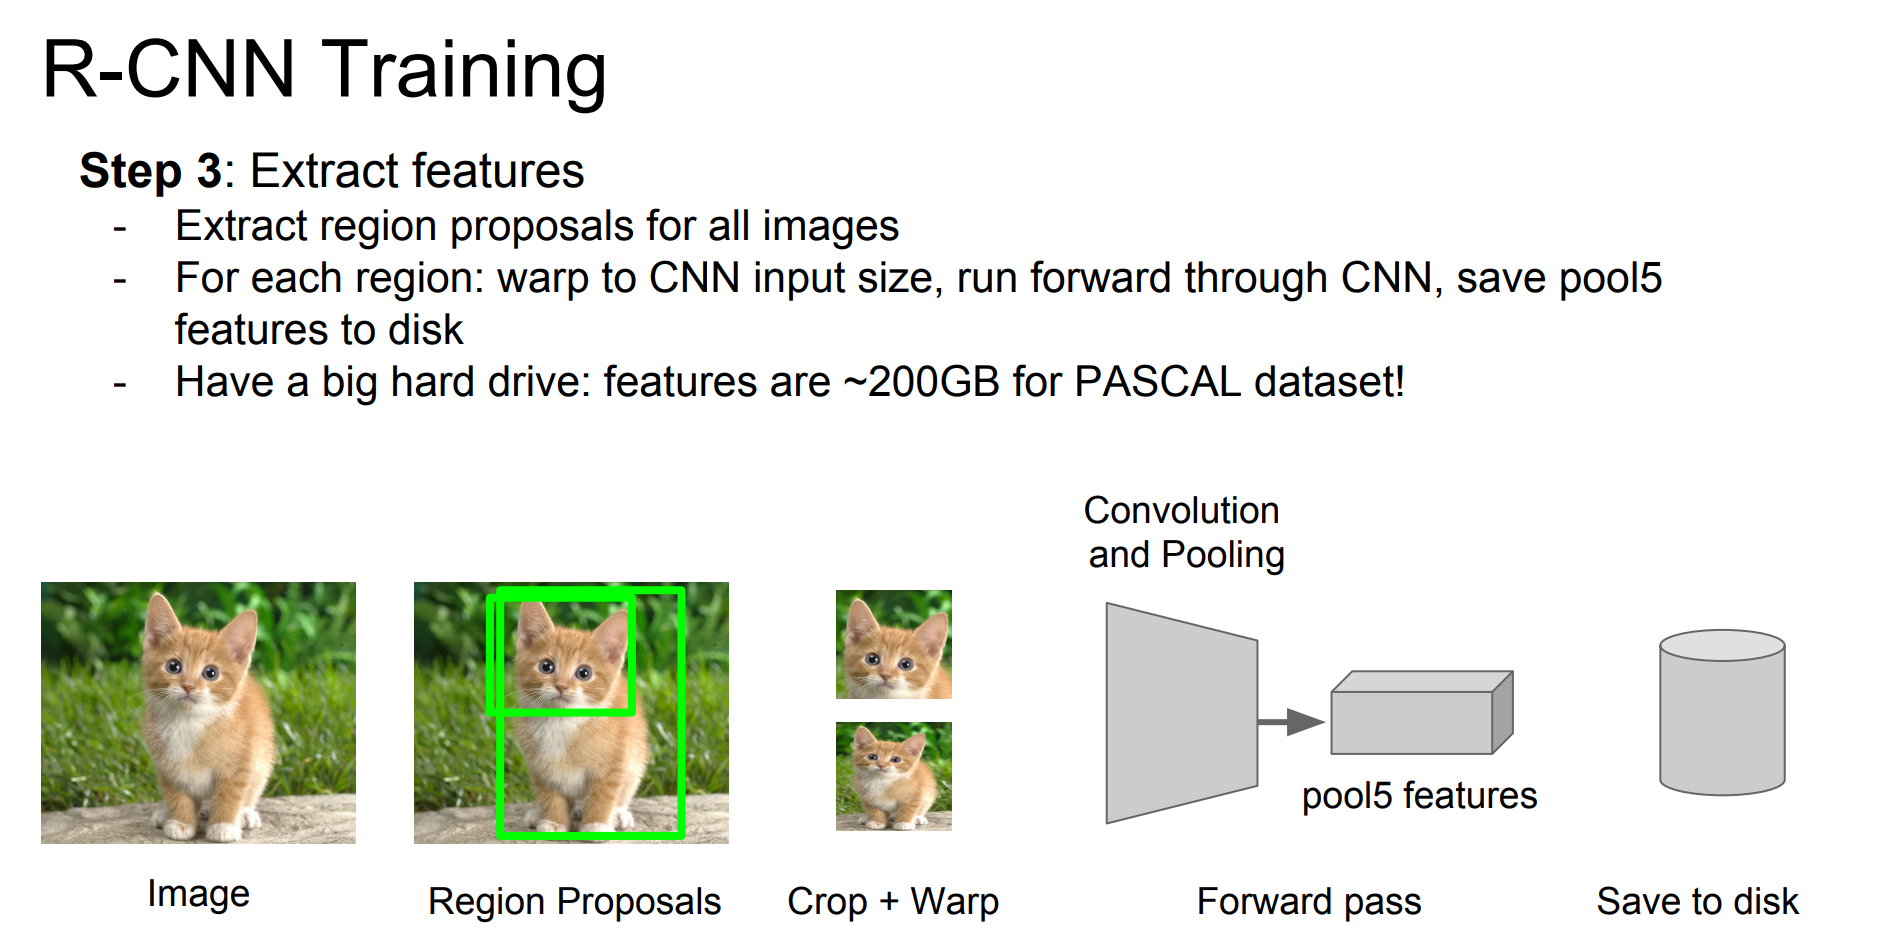 R-CNN Training
Step 3: Extract features
- Extract region proposals for all images
- For each region: warp to CNN input size, run forward through CNN, save pool5
features to disk
- Have a big hard drive: features are ~200GB for PASCAL dataset!
Convolution
and Pooling
pool5 features
Image
Region Proposals
Crop + Warp
Forward pass
Save to disk